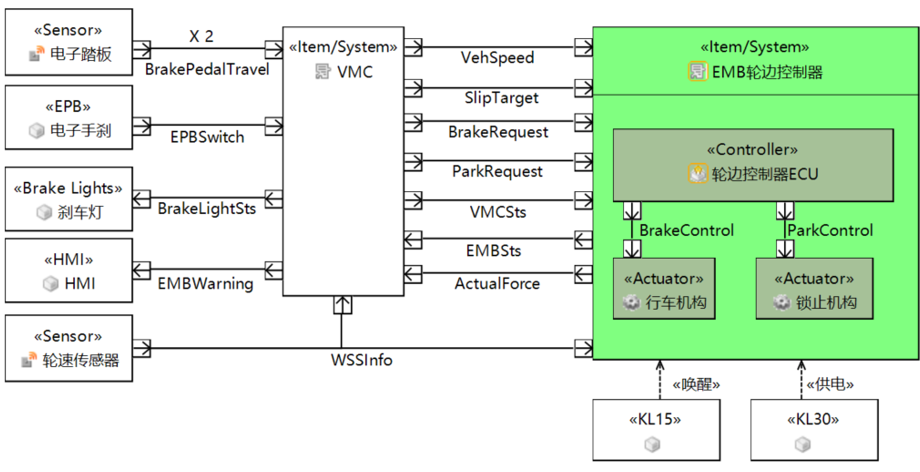 «Sensor»
电子踏板
X 2
BrakePedalTravel
«EPB»
电子手刹
EPBSwitch
«Brake Lights»
刹车灯
BrakeLightSts
«HMI»
HMI
EMBWarning
«Sensor»
轮速传感器
WSSInfo
«Item/System»
VMC
VehSpeed
SlipTarget
BrakeRequest
ParkRequest
VMCSts
EMBSts
ActualForce
«Item/System»
EMB轮边控制器
«Controller»
轮边控制器ECU
BrakeControl
ParkControl
«Actuator»
行车机构
«Actuator»
锁止机构
«唤醒»
«供电»
«KL15»
«KL30»